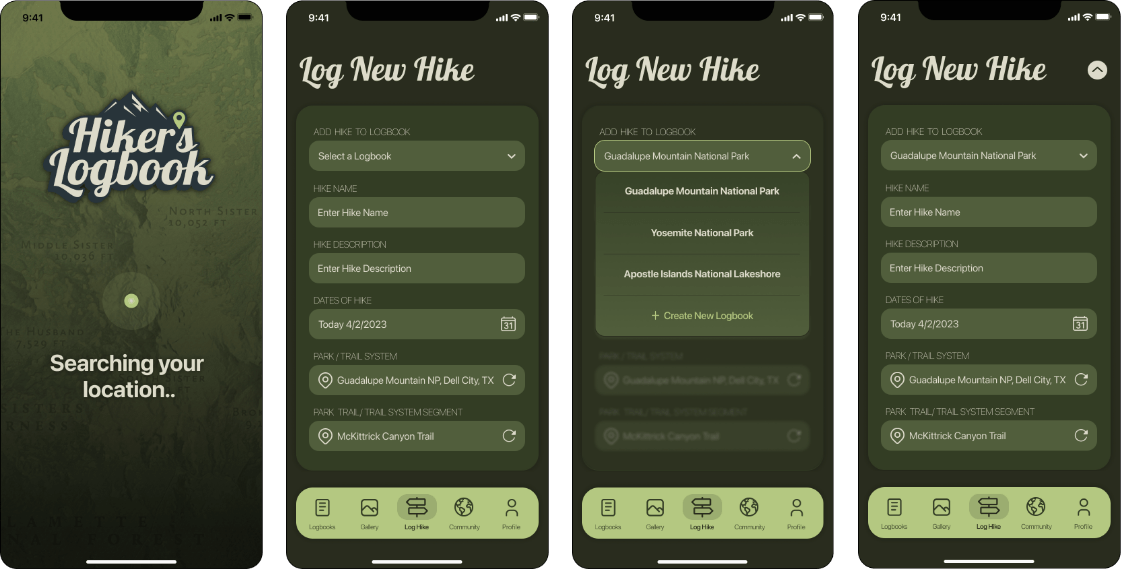 9:41
Hiker's
Logbook
North Sister
10,052 FT
Middle Sister
The Husband
7,529 FT
Searching your
location..
9:41
Log New Hike
ADD HIKE TO LOGBOOK
Select a Logbook
HIKE NAME
Enter Hike Name
HIKE DESCRIPTION
Enter Hike Description
DATES OF HIKE
Today 4/2/2023
31
PARK / TRAIL SYSTEM
Guadalupe Mountain NP, Dell City, TX
PARK TRAIL/ TRAIL SYSTEM SEGMENT
McKittrick Canyon Trail
Logbooks
Gallery
Log Hike
Community
Profile
9:41
Log New Hike
ADD HIKE TO LOGBOOK
Guadalupe Mountain National Park
Guadalupe Mountain National Park
Yosemite National Park
Apostle Islands National Lakeshore
+ Create New Logbook
PARK / TRAIL SYSTEM
Guadalupe Mountain NP, Dell City, TX
PARK TRAIL/ TRAIL SYSTEM SEGMENT
McKittrick Canyon Trail
Logbooks
Gallery
Log Hike
Community
Profile
9:41
Log New Hike
ADD HIKE TO LOGBOOK
Guadalupe Mountain National Park
HIKE NAME
Enter Hike Name
HIKE DESCRIPTION
Enter Hike Description
DATES OF HIKE
Today 4/2/2023
31
PARK / TRAIL SYSTEM
Guadalupe Mountain NP, Dell City, TX
PARK TRAIL/ TRAIL SYSTEM SEGMENT
McKittrick Canyon Trail
Logbooks
Gallery
Log Hike
Community
Profile